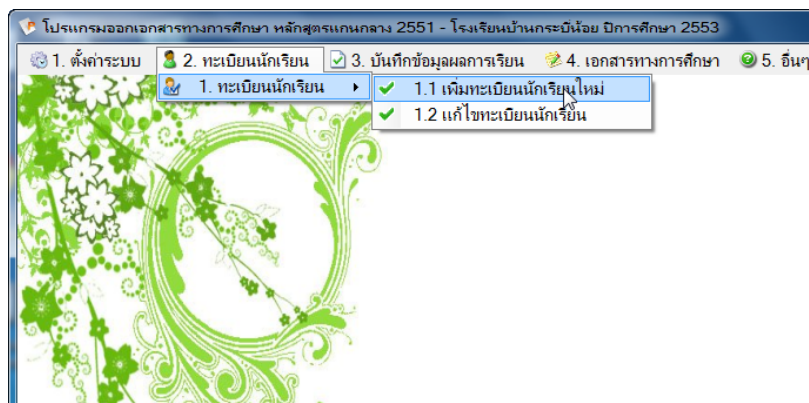 โปรแกรมออกเอกสารทางการศึกษา หลักสูตรแกนกลาง 2551 - โรงเรียนบ้านกระบี่น้อย ปีการศึกษา 2553
1. ตั้งค่าระบบ 2. ทะเบียนนักเรียน 3. บันทึกข้อมูลผลการเรียน 4. เอกสารทางการศึกษา 5. อื่นๆ
1. ทะเบียนนักเรียน 1.1 เพิ่มทะเบียนนักเรียนใหม่
1.2 แก้ไขทะเบียนนักเรียน